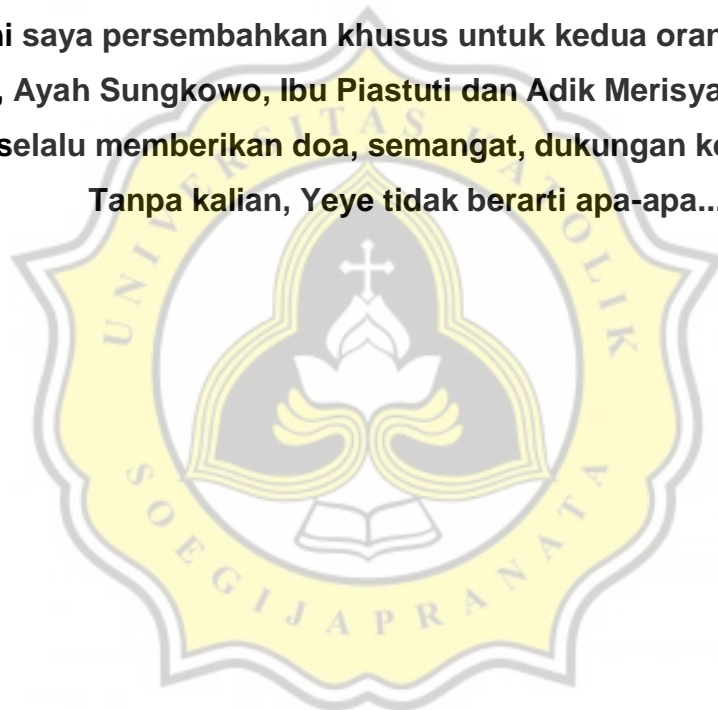 ni saya persembahkan khusus untuk kedua oran
, Ayah Sungkowo, Ibu Piastuti dan Adik Merisya
selalu memberikan doa, semangat, dukungan ke
Tanpa kalian, Yeye tidak berarti apa-apa...
UNIVERSITAS KATOLIK
SOEGIJAPRANATA